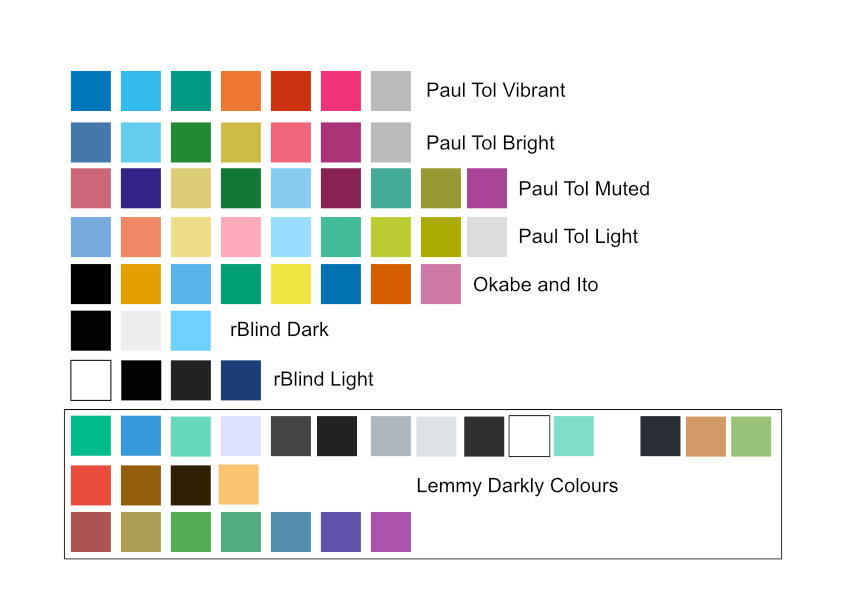 Paul Tol Vibrant
Paul Tol Bright
Paul Tol Muted
Paul Tol Light
Okabe and Ito
rBlind Dark
rBlind Light
Lemmy Darkly Colours